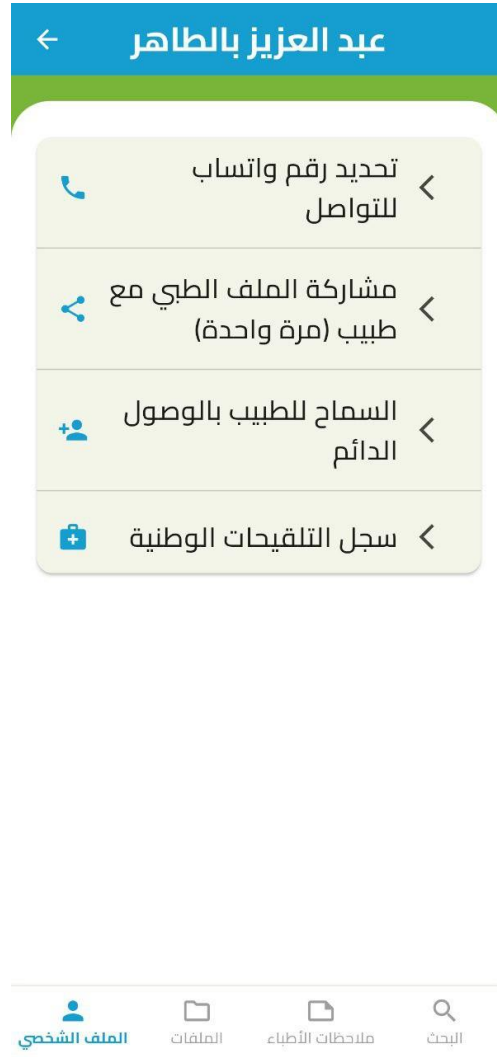 عبد العزيز بالطاهر
تحديد رقم واتساب
للتواصل
مشاركة الملف الطبي مع
طبيب (مرة واحدة)
السماح للطبيب بالوصول
الدائم
سجل التلقيحات الوطنية
البحث
ملاحظات الأطباء
الملفات
الملف الشخصي